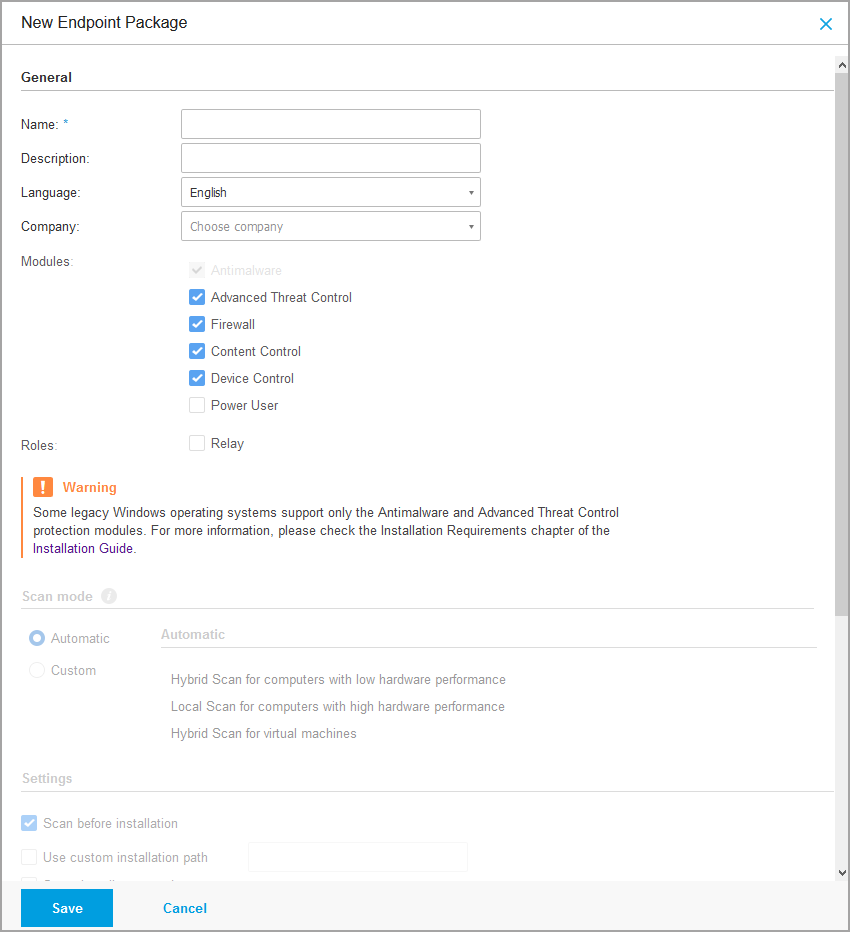 New Endpoint Package
General
Name: *
Description:
Language: English
Company: Choose company
Modules:
Antimalware
Advanced Threat Control
Firewall
Content Control
Device Control
Power User
Roles: Relay
! Warning
Some legacy Windows operating systems support only the Antimalware and Advanced Threat Control
protection modules. For more information, please check the Installation Requirements chapter of the
Installation Guide.
Scan mode i
Automatic
Custom
Automatic
Hybrid Scan for computers with low hardware performance
Local Scan for computers with high hardware performance
Hybrid Scan for virtual machines
Settings
Scan before installation
Use custom installation path
Save Cancel